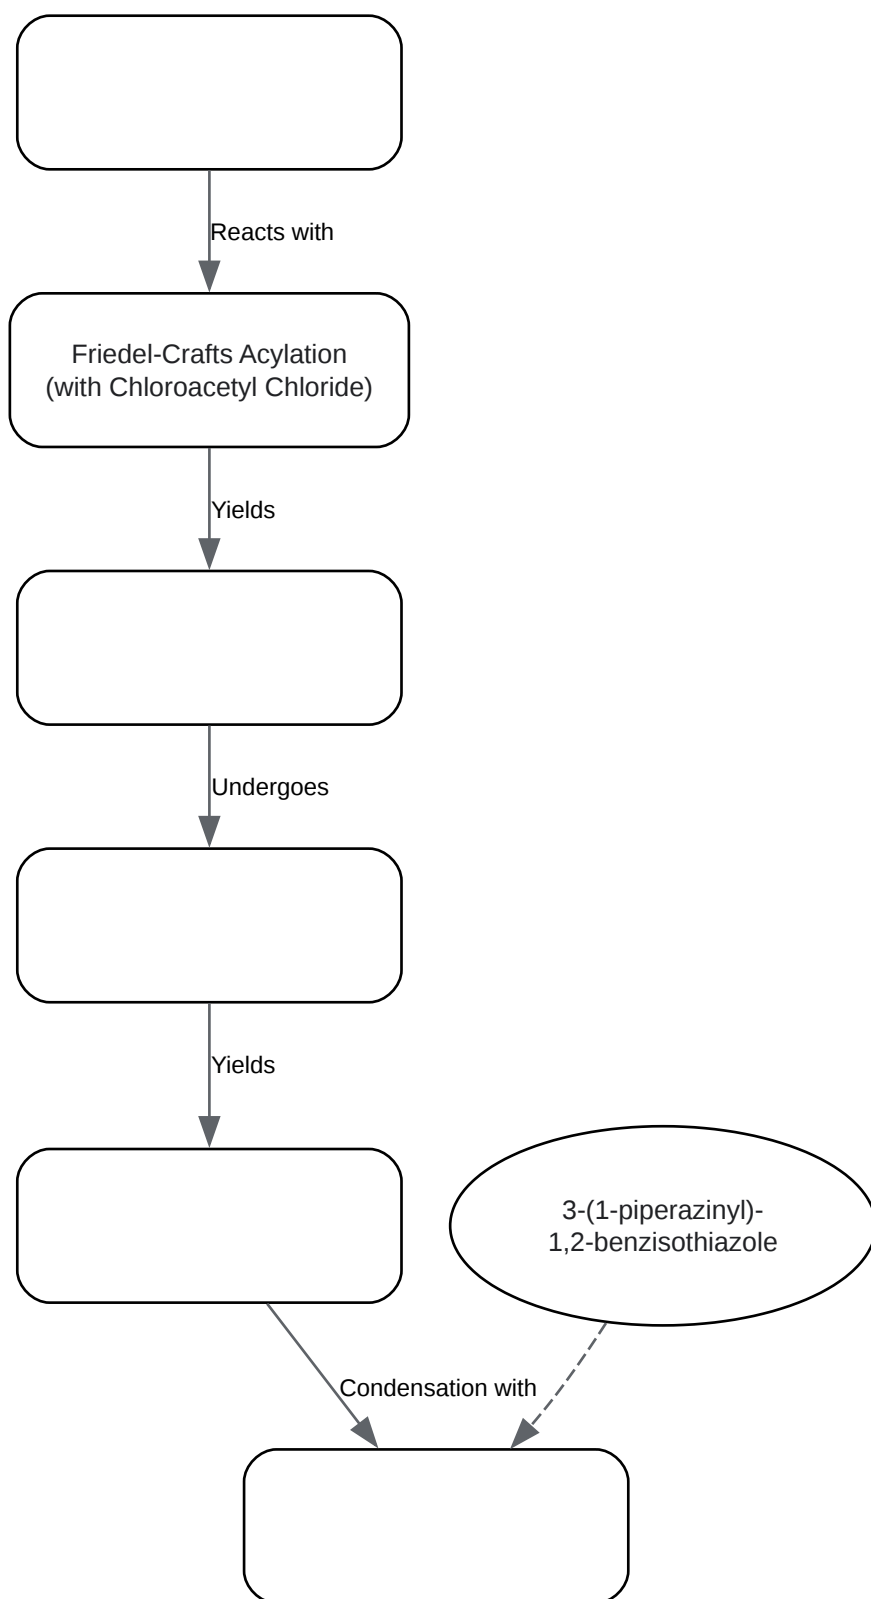 Reacts with
Friedel-Crafts Acylation
(with Chloroacetyl Chloride)
Yields
Undergoes
Yields
3-(1-piperazinyl)-
1,2-benzisothiazole
Condensation with